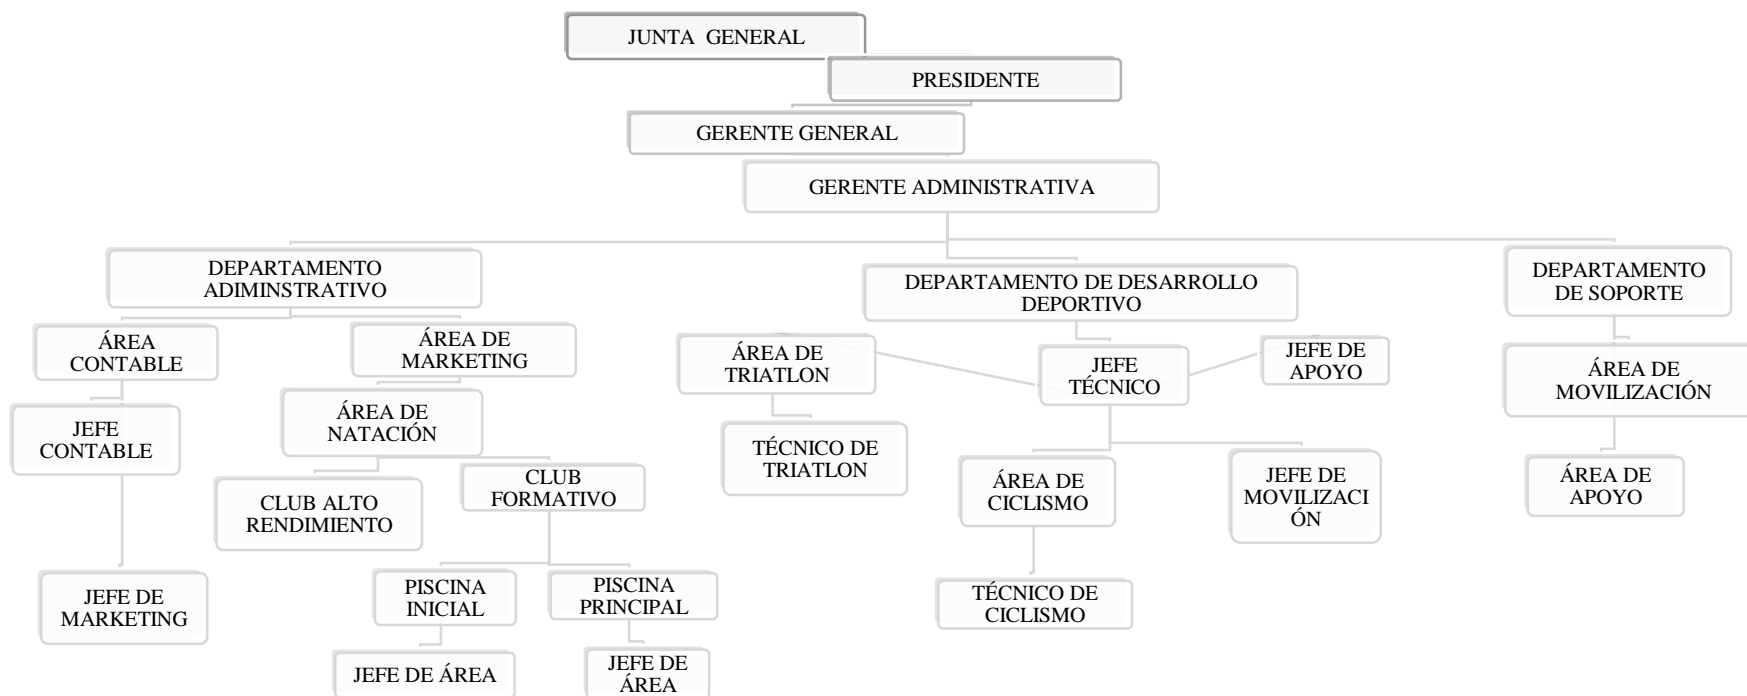 JUNTA GENERAL
PRESIDENTE
GERENTE GENERAL
GERENTE ADMINISTRATIVA
DEPARTAMENTO
ADIMINSTRATIVO
DEPARTAMENTO DE DESARROLLO
DEPORTIVO
DEPARTAMENTO
DE SOPORTE
ÁREA
CONTABLE
ÁREA DE
MARKETING
ÁREA DE
TRIATLON
JEFE
TÉCNICO
JEFE DE
APOYO
ÁREA DE
MOVILIZACIÓN
JEFE
CONTABLE
ÁREA DE
NATACIÓN
TÉCNICO DE
TRIATLON
ÁREA DE
CICLISMO
JEFE DE
MOVILIZACI
ÓN
ÁREA DE
APOYO
CLUB ALTO
RENDIMIENTO
CLUB
FORMATIVO
JEFE DE
MARKETING
PISCINA
INICIAL
PISCINA
PRINCIPAL
TÉCNICO DE
CICLISMO
JEFE DE ÁREA
JEFE DE
ÁREA